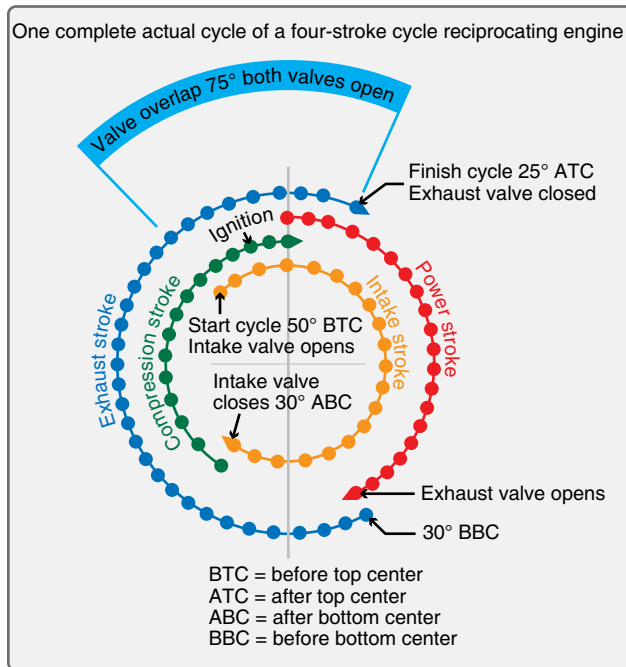 One complete actual cycle of a four-stroke cycle reciprocating engine
Valve overlap 75° both valves open
Finish cycle 25° ATC
Exhaust valve closed
Ignition
Power stroke
Intake stroke
Start cycle 50° BTC
Intake valve opens
Compression stroke
Exhaust stroke
Intake valve
closes 30° ABC
Exhaust valve opens
30° BBC
BTC = before top center
ATC = after top center
ABC = after bottom center
BBC = before bottom center